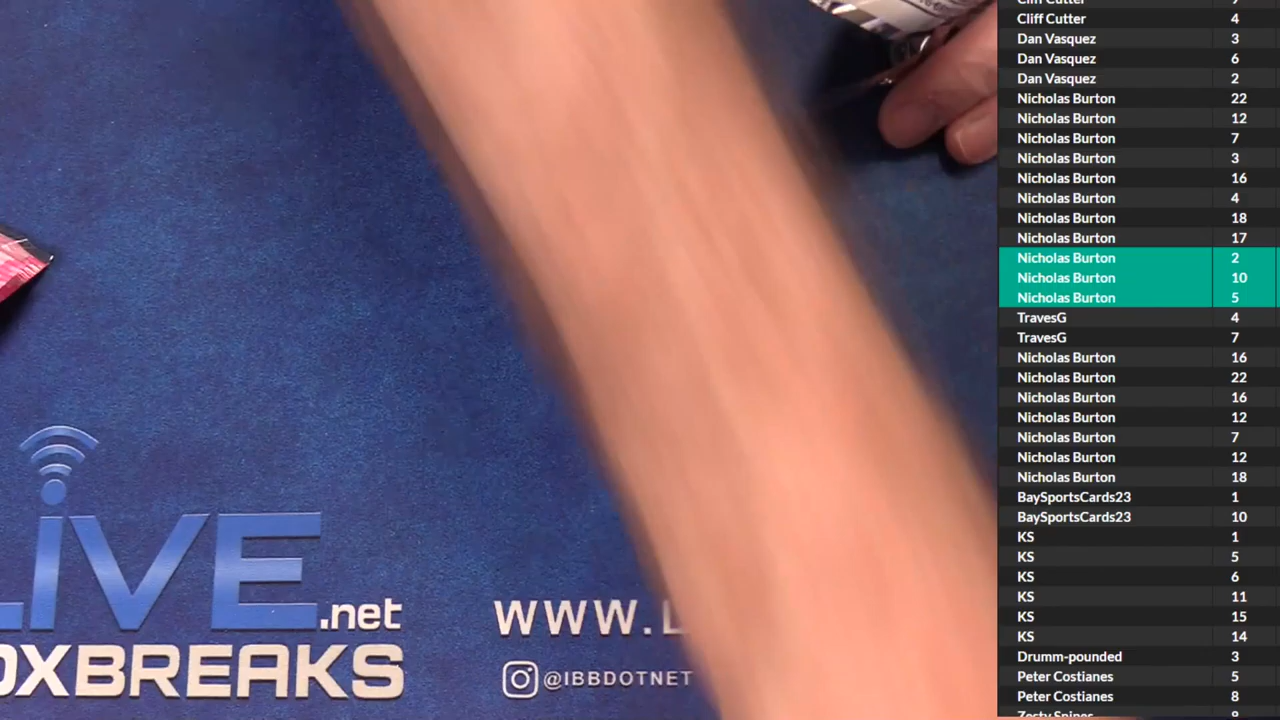 Cliff Cutter
Cliff Cutter 4
Dan Vasquez 3
Dan Vasquez 6
Dan Vasquez 2
Nicholas Burton 22
Nicholas Burton 12
Nicholas Burton 7
Nicholas Burton 3
Nicholas Burton 16
Nicholas Burton 4
Nicholas Burton 18
Nicholas Burton 17
Nicholas Burton 2
Nicholas Burton 10
Nicholas Burton 5
TravesG 4
TravesG 7
Nicholas Burton 16
Nicholas Burton 22
Nicholas Burton 16
Nicholas Burton 12
Nicholas Burton 7
Nicholas Burton 12
Nicholas Burton 18
BaySportsCards23 1
BaySportsCards23 10
KS 1
KS 5
KS 6
KS 11
KS 15
KS 14
Drumm-pounded 3
Peter Costianes 5
Peter Costianes 8
Zesty Spines
LiVE.net
OXBREAKS
WWW.L
@IBBDOTNET